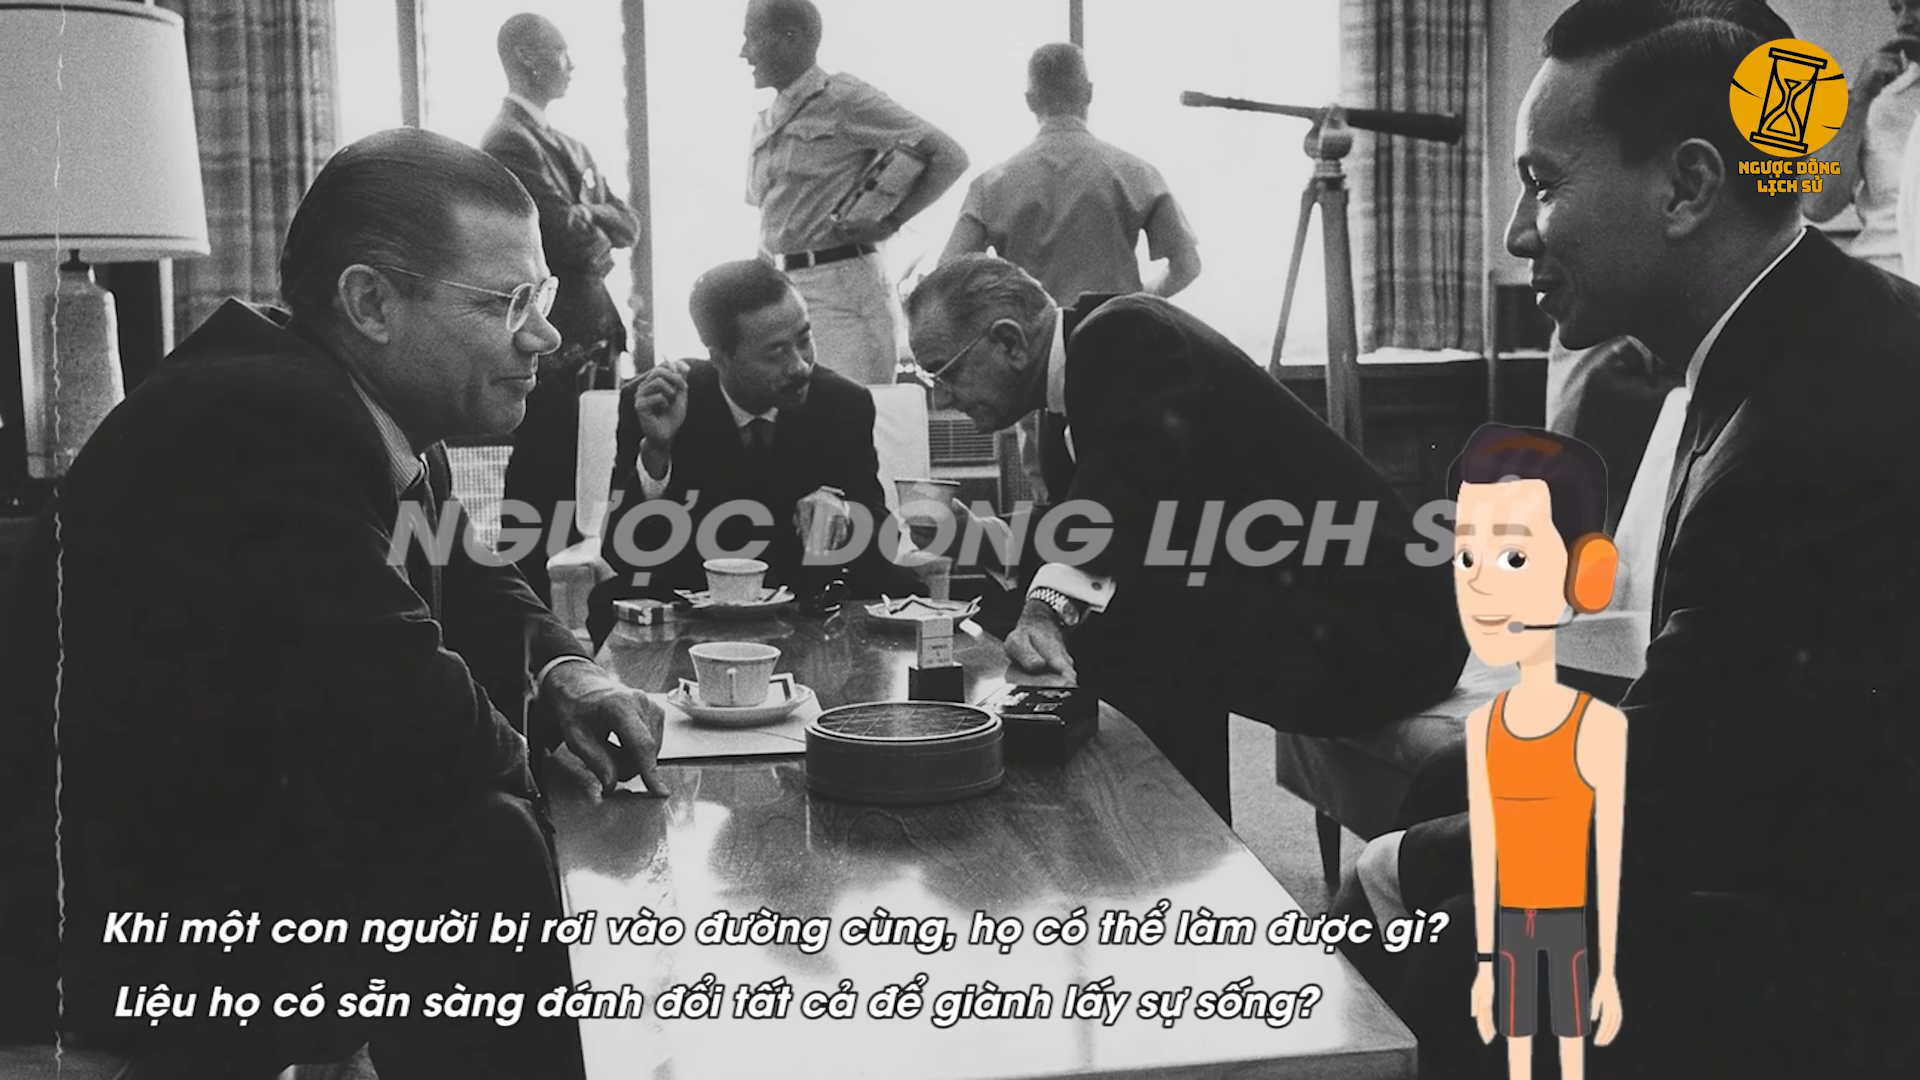 NGƯỢC DÒNG
LỊCH SỬ
NGƯỢC DÒNG LỊCH SỬ
Khi một con người bị rơi vào đường cùng, họ có thể làm được gì?
Liệu họ có sẵn sàng đánh đổi tất cả để giành lấy sự sống?